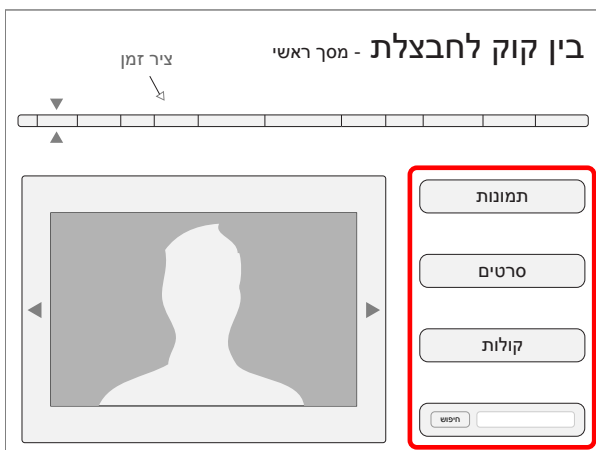 בין קוק לחבצלת - מסך ראשי
ציר זמן
תמונות
סרטים
קולות
חיפוש